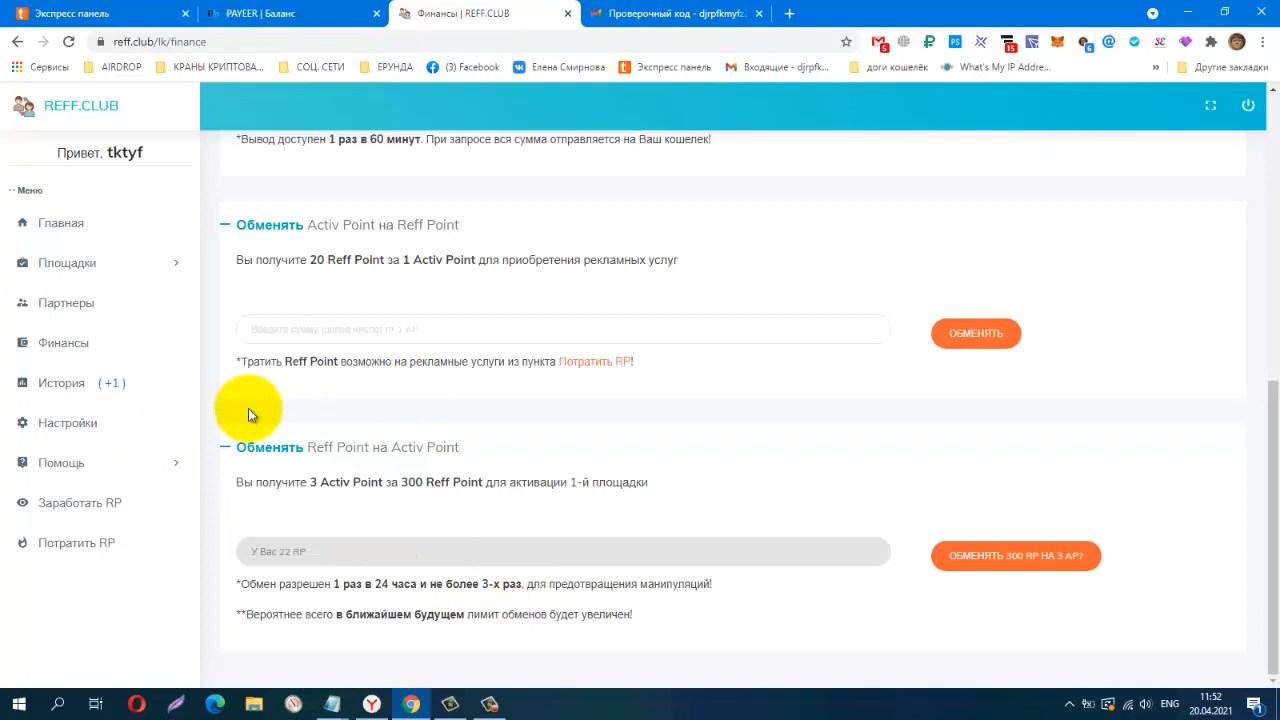 Экспресс панель
PAYEER | Баланс
Финансы | REFF.CLUB
Проверочный код - djrpfkmyfz
reff.club/lk/finance
Сервисы
AIRDROP
КРАНЫ КРИПТОВА...
СОЦ. СЕТИ
ЕРУНДА
(3) Facebook
Елена Смирнова
Экспресс панель
Входящие - djrpfk...
доги кошелёк
What's My IP Addre...
»
Другие закладки
REFF.CLUB
Привет, tktyf
-- Меню
Главная
Площадки
Партнеры
Финансы
История ( +1 )
Настройки
Помощь
Заработать RP
Потратить RP
*Вывод доступен 1 раз в 60 минут. При запросе вся сумма отправляется на Ваш кошелек!
Обменять Activ Point на Reff Point
Вы получите 20 Reff Point за 1 Activ Point для приобретения рекламных услуг
Введите сумму (целое число) от 1 AP
ОБМЕНЯТЬ
*Тратить Reff Point возможно на рекламные услуги из пункта Потратить RP!
Обменять Reff Point на Activ Point
Вы получите 3 Activ Point за 300 Reff Point для активации 1-й площадки
У Вас 22 RP
ОБМЕНЯТЬ 300 RP НА 3 AP?
*Обмен разрешен 1 раз в 24 часа и не более 3-х раз, для предотвращения манипуляций!
**Вероятнее всего в ближайшем будущем лимит обменов будет увеличен!
ENG
11:52
20.04.2021